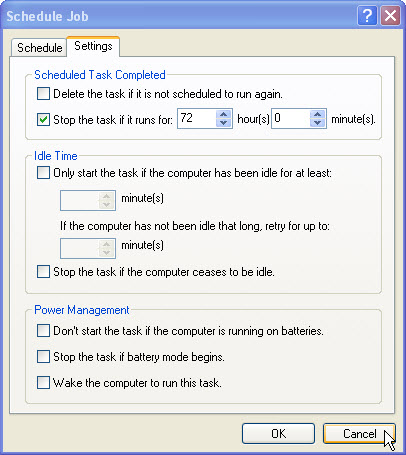 Schedule Job
Schedule Settings
Scheduled Task Completed
Delete the task if it is not scheduled to run again.
Stop the task if it runs for: 72 hour(s) 0 minute(s).
Idle Time
Only start the task if the computer has been idle for at least:
minute(s)
If the computer has not been idle that long, retry for up to:
minute(s)
Stop the task if the computer ceases to be idle.
Power Management
Don't start the task if the computer is running on batteries.
Stop the task if battery mode begins.
Wake the computer to run this task.
OK Cancel